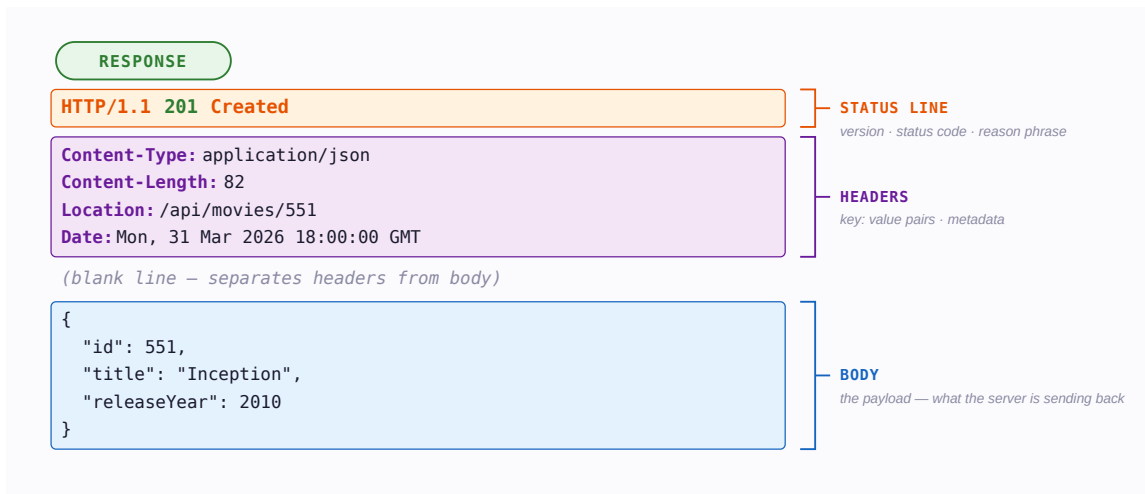 RESPONSE
HTTP/1.1 201 Created
STATUS LINE
version · status code · reason phrase
Content-Type: application/json
Content-Length: 82
Location: /api/movies/551
Date: Mon, 31 Mar 2026 18:00:00 GMT
HEADERS
key: value pairs · metadata
(blank line — separates headers from body)
{
  "id": 551,
  "title": "Inception",
  "releaseYear": 2010
}
BODY
the payload — what the server is sending back